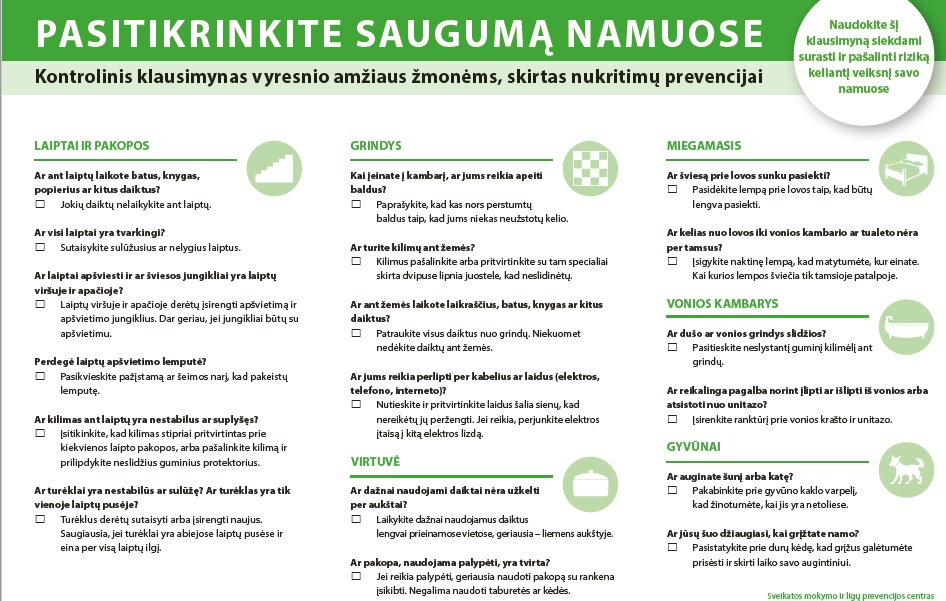 PASITIKRINKITE SAUGUMĄ NAMUOSE
Kontrolinis klausimynas vyresnio amžiaus žmonėms, skirtas nukritimų prevencijai
Naudokite šį
klausimyną siekdami
surasti ir pašalinti riziką
keliantį veiksnį savo
namuose
LAIPTAI IR PAKOPOS
Ar ant laiptų laikote batus, knygas,
popierius ar kitus daiktus?
☐ Jokių daiktų nelaikykite ant laiptų.
Ar visi laiptai yra tvarkingi?
☐ Sutaisykite sulūžusius ar nelygius laiptus.
Ar laiptai apšviesti ir ar šviesos jungikliai yra laiptų
viršuje ir apačioje?
☐ Laiptų viršuje ir apačioje derėtų įsirengti apšvietimą ir
apšvietimo jungiklius. Dar geriau, jei jungikliai būtų su
apšvietimu.
Perdegė laiptų apšvietimo lemputė?
☐ Pasikvieskite pažįstamą ar šeimos narį, kad pakeistų
lemputę.
Ar kilimas ant laiptų yra nestabilus ar suplyšęs?
☐ Įsitikinkite, kad kilimas stipriai pritvirtintas prie
kiekvienos laipto pakopos, arba pašalinkite kilimą ir
prilipdykite neslidžius guminius protektorius.
Ar turėklai yra nestabilūs ar sulūžę? Ar turėklas yra tik
vienoje laiptų pusėje?
☐ Turėklus derėtų sutaisyti arba įsirengti naujus.
Saugiausia, jei turėklai yra abiejose laiptų pusėse ir
eina per visą laiptų ilgį.
GRINDYS
Kai įeinate į kambarį, ar jums reikia apeiti
baldus?
☐ Paprašykite, kad kas nors perstumtų
baldus taip, kad jums niekas neužstotų kelio.
Ar turite kilimų ant žemės?
☐ Kilimus pašalinkite arba pritvirtinkite su tam specialiai
skirta dvipuse lipnia juostele, kad neslidinėtų.
Ar ant žemės laikote laikraščius, batus, knygas ar kitus
daiktus?
☐ Patraukite visus daiktus nuo grindų. Niekuomet
nedėkite daiktų ant žemės.
Ar jums reikia perlipti per kabelius ar laidus (elektros,
telefono, interneto)?
☐ Nutieskite ir pritvirtinkite laidus šalia sienų, kad
nereikėtų jų peržengti. Jei reikia, perjunkite elektros
įtaisą į kitą elektros lizdą.
VIRTUVĖ
Ar dažnai naudojami daiktai nėra užkelti
per aukštai?
☐ Laikykite dažnai naudojamus daiktus
lengvai prieinamose vietose, geriausia – liemens aukštyje.
Ar pakopa, naudojama palypėti, yra tvirta?
☐ Jei reikia palypėti, geriausia naudoti pakopą su rankena
įsikibti. Negalima naudoti taburetės ar kėdės.
MIEGAMASIS
Ar šviesą prie lovos sunku pasiekti?
☐ Pasidėkite lempą prie lovos taip, kad būtų
lengva pasiekti.
Ar kelias nuo lovos iki vonios kambario ar tualeto nėra
per tamsus?
☐ Įsigykite naktinę lempą, kad matytumėte, kur einate.
Kai kurios lempos šviečia tik tamsoje patalpoje.
VONIOS KAMBARYS
Ar dušo ar vonios grindys slidžios?
☐ Pasitieskite neslystantį guminį kilimėlį ant
grindų.
Ar reikalinga pagalba norint įlipti ar išlipti iš vonios arba
atsistoti nuo unitazo?
☐ Įsirenkite ranktūrį prie vonios krašto ir unitazo.
GYVŪNAI
Ar auginate šunį arba katę?
☐ Pakabinkite prie gyvūno kaklo varpelį,
kad žinotumėte, kai jis yra netoliese.
Ar jūsų šuo džiaugiasi, kai grįžtate namo?
☐ Pasistatykite prie durų kėdę, kad grįžus galėtumėte
prisėsti ir skirti laiko savo augintiniui.
Sveikatos mokymo ir ligų prevencijos centras